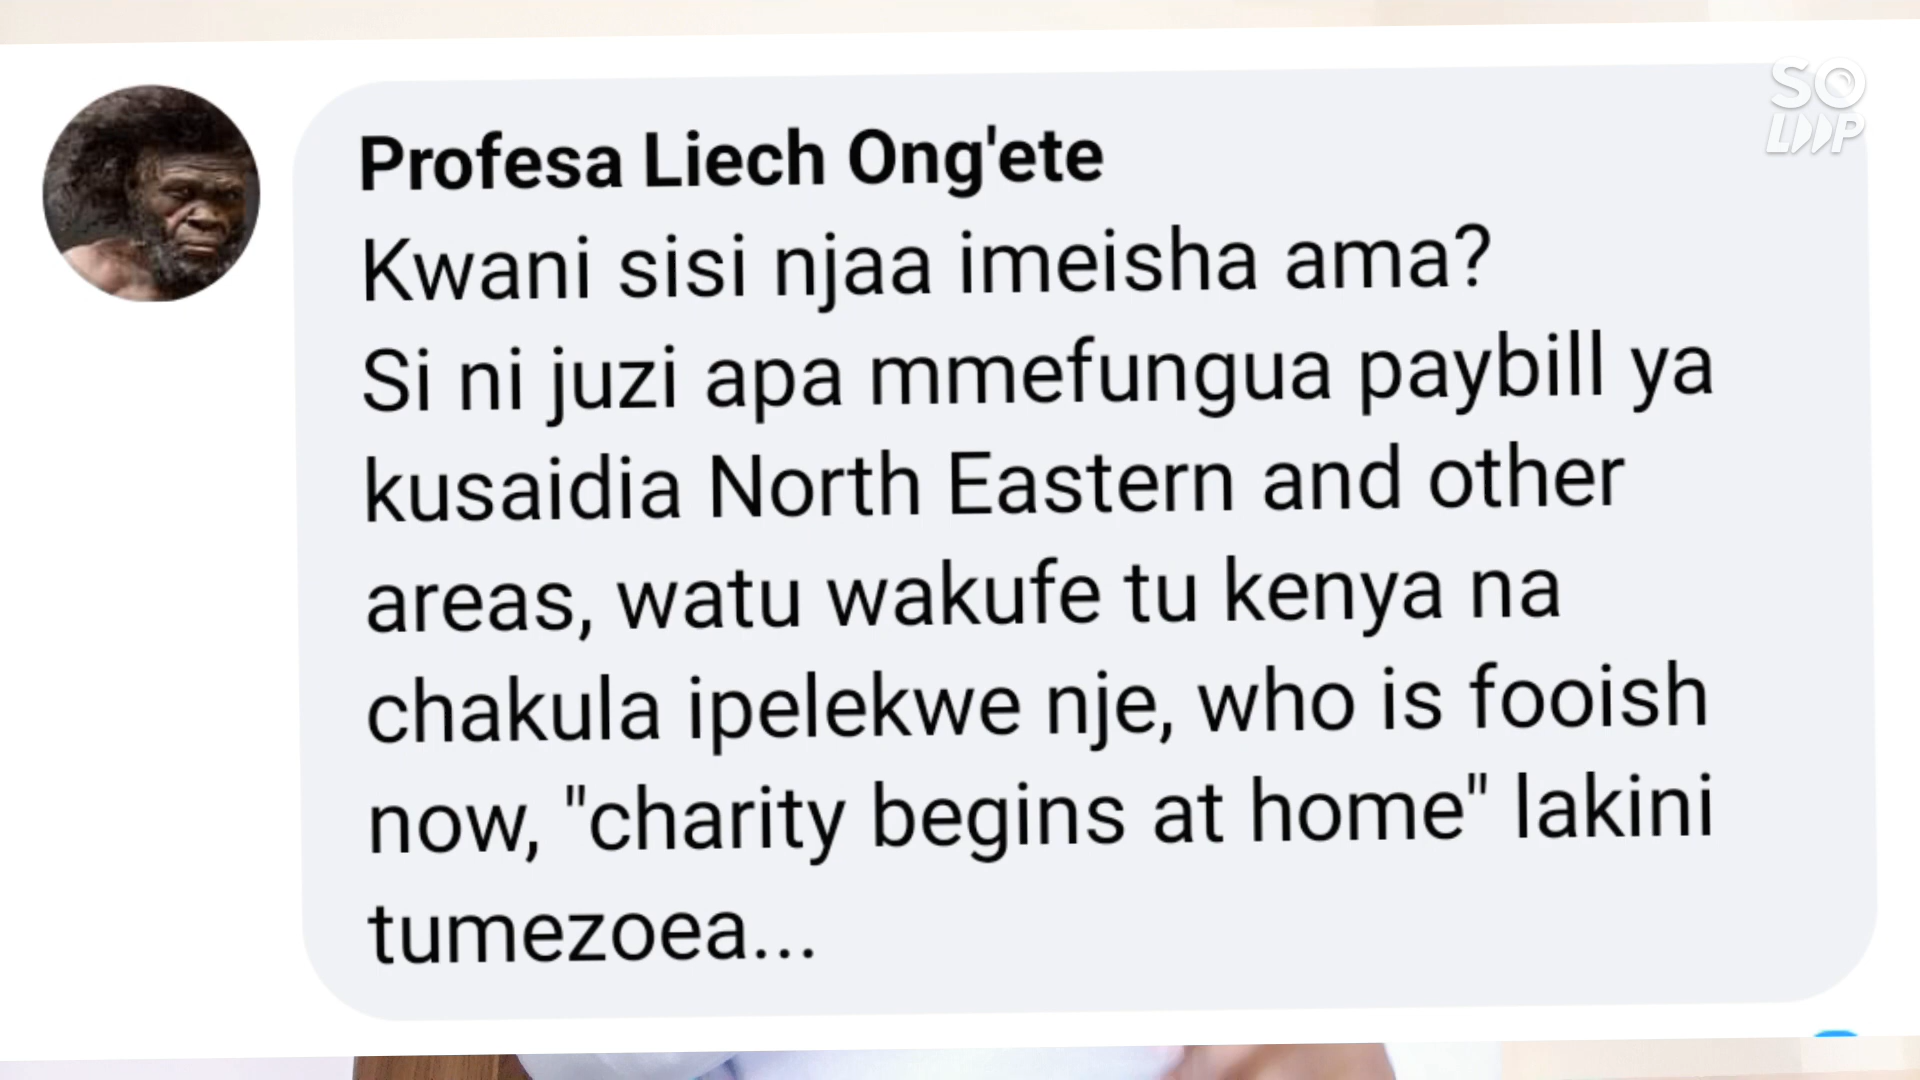 SO
LOOP
Profesa Liech Ong'ete
Kwani sisi njaa imeisha ama?
Si ni juzi apa mmefungua paybill ya
kusaidia North Eastern and other
areas, watu wakufe tu kenya na
chakula ipelekwe nje, who is fooish
now, "charity begins at home" lakini
tumezoea...